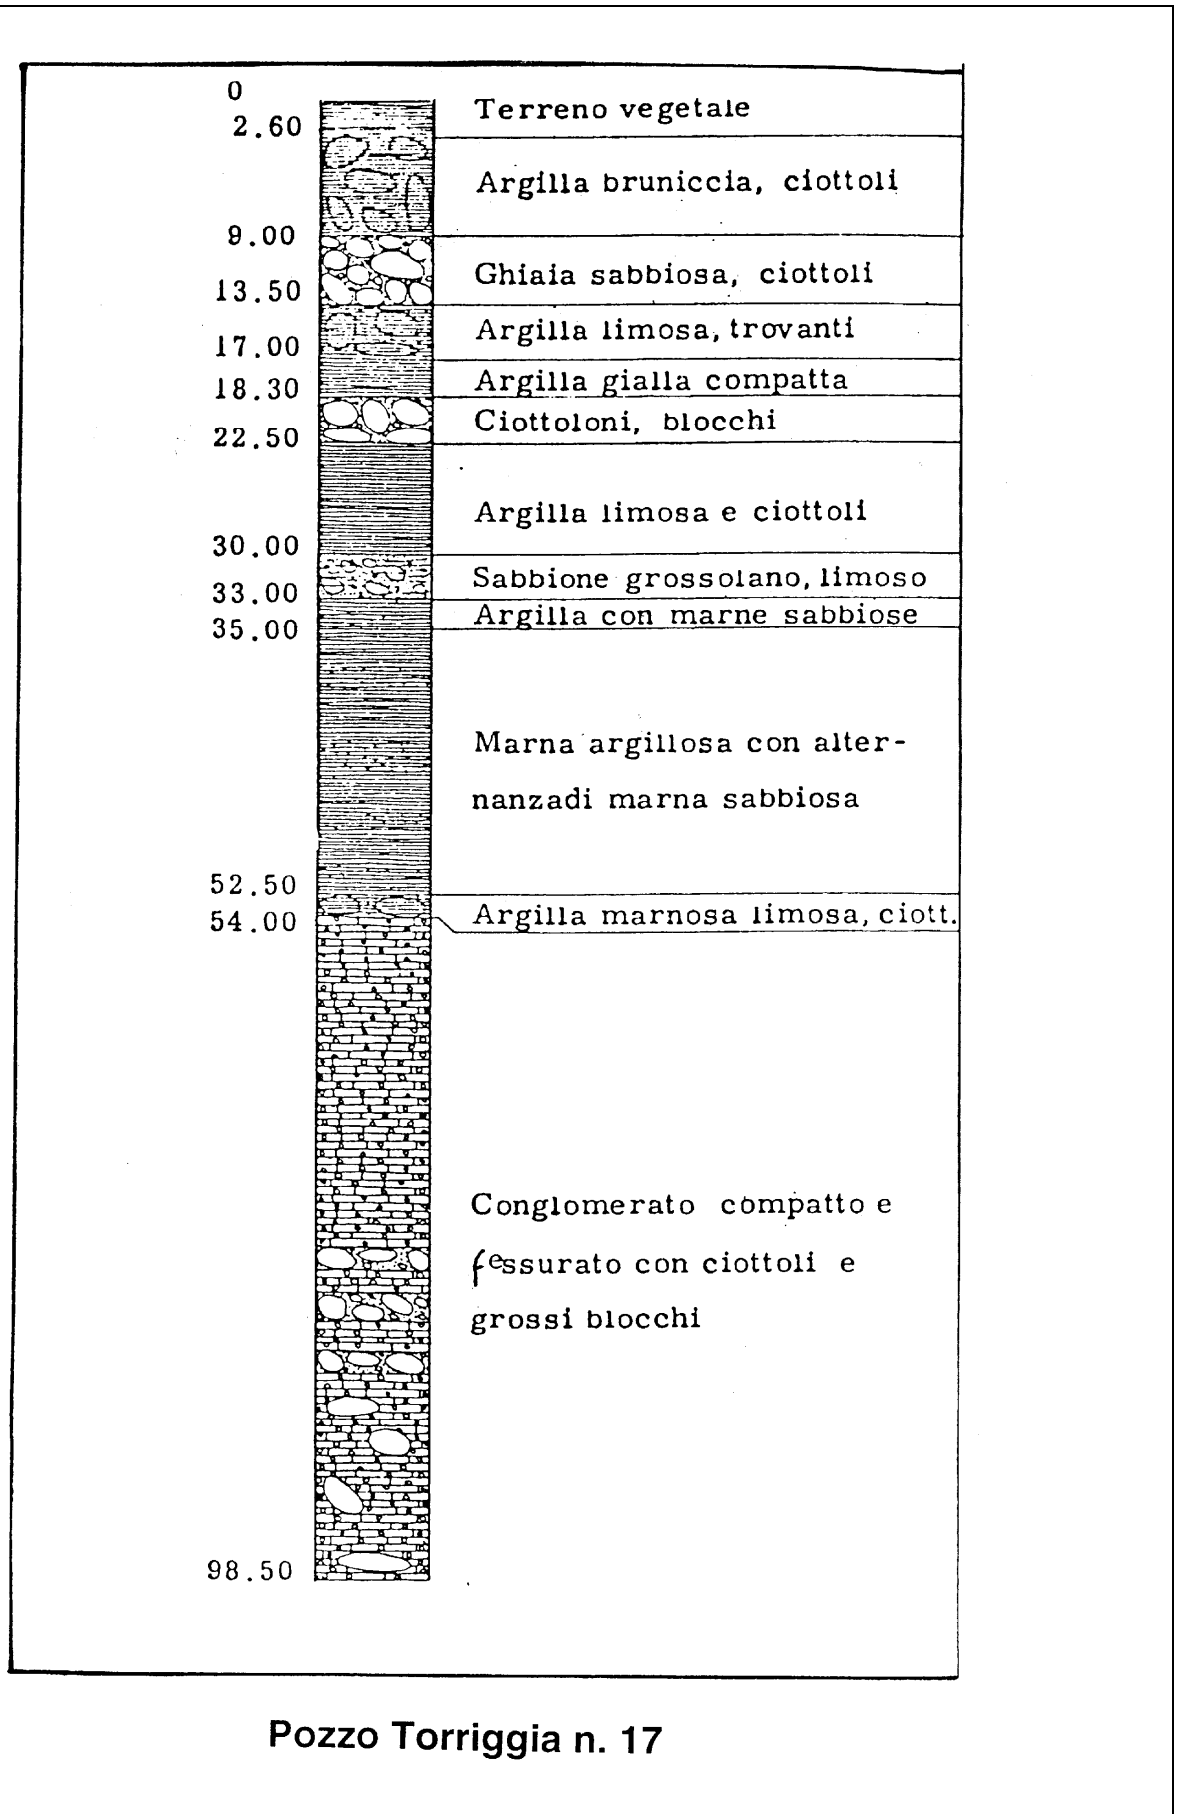 0
Terreno vegetale
2.60
Argilla bruniccia, ciottoli
9.00
Ghiaia sabbiosa, ciottoli
13.50
Argilla limosa, trovanti
17.00
Argilla gialla compatta
18.30
Ciottoloni, blocchi
22.50
Argilla limosa e ciottoli
30.00
Sabbione grossolano, limoso
33.00
Argilla con marne sabbiose
35.00
Marna argillosa con alter-
nanzadi marna sabbiosa
52.50
Argilla marnosa limosa, ciott.
54.00
Conglomerato compatto e
fessurato con ciottoli e
grossi blocchi
98.50
Pozzo Torriggia n. 17